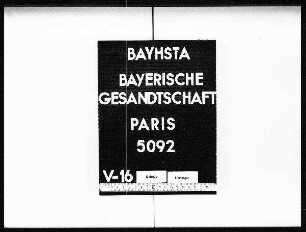 BAYHSTA
BAYERISCHE
GESANDTSCHAFT
PARIS
5092
V-16